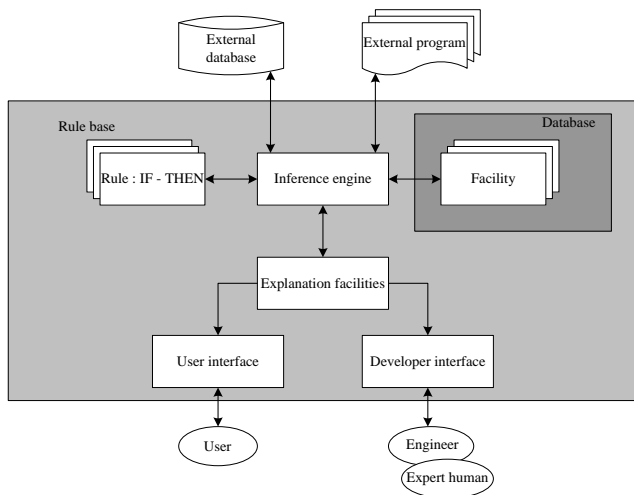 External
database
External program
Rule base
Database
Rule : IF - THEN
Inference engine
Facility
Explanation facilities
User interface
Developer interface
User
Engineer
Expert human